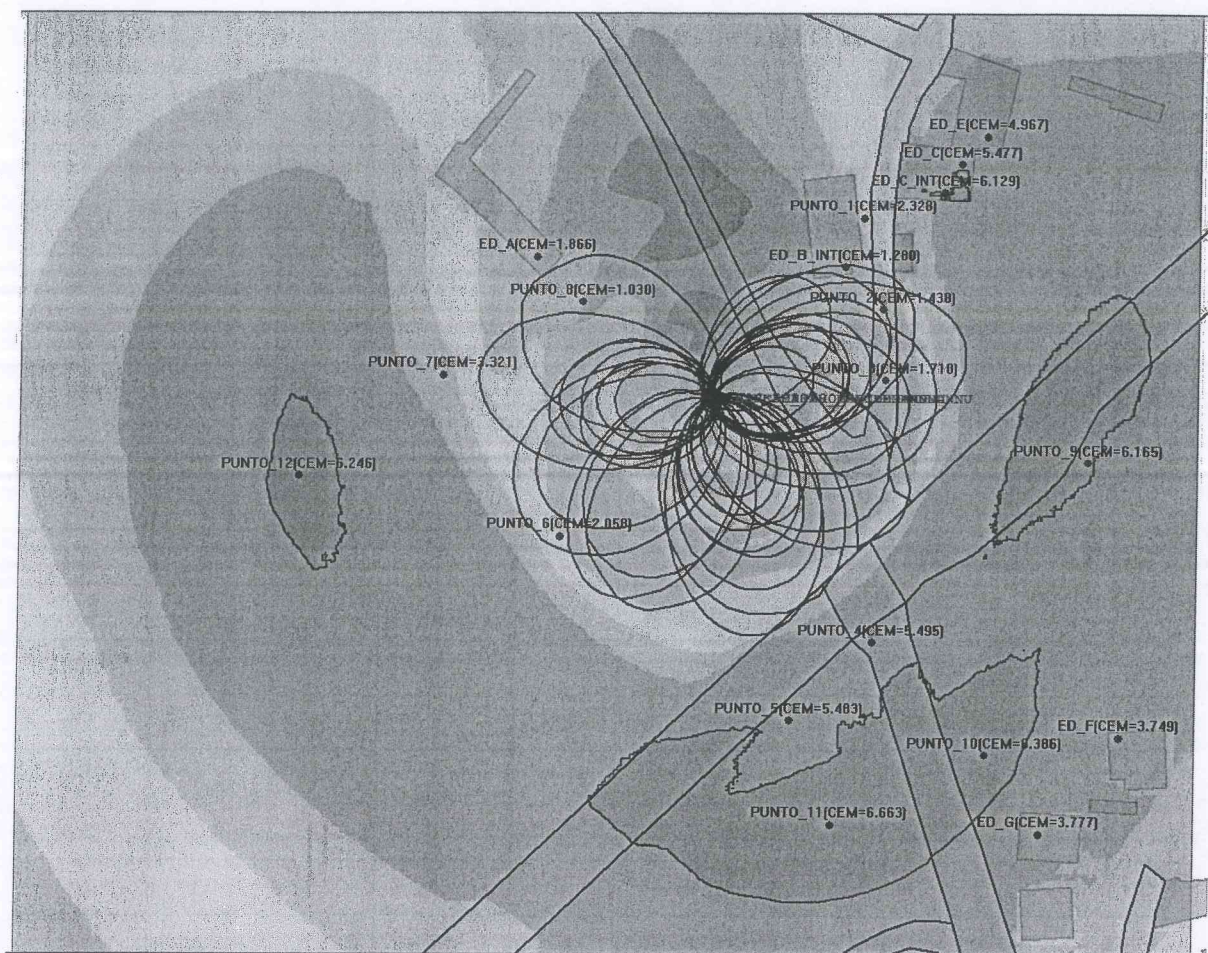 ED_E(CEM=4.967)
ED_C(CEM=5.477)
ED_C_INT(CEM=6.129)
PUNTO_1(CEM=2.328)
ED_A(CEM=1.866)
ED_B_INT(CEM=1.280)
PUNTO_8(CEM=1.030)
PUNTO_2(CEM=1.438)
PUNTO_7(CEM=3.321)
PUNTO_3(CEM=1.710)
PUNTO_9(CEM=6.165)
PUNTO_12(CEM=6.246)
PUNTO_6(CEM=2.058)
PUNTO_4(CEM=5.495)
PUNTO_5(CEM=5.483)
ED_F(CEM=3.749)
PUNTO_10(CEM=6.386)
PUNTO_11(CEM=6.663)
ED_G(CEM=3.777)